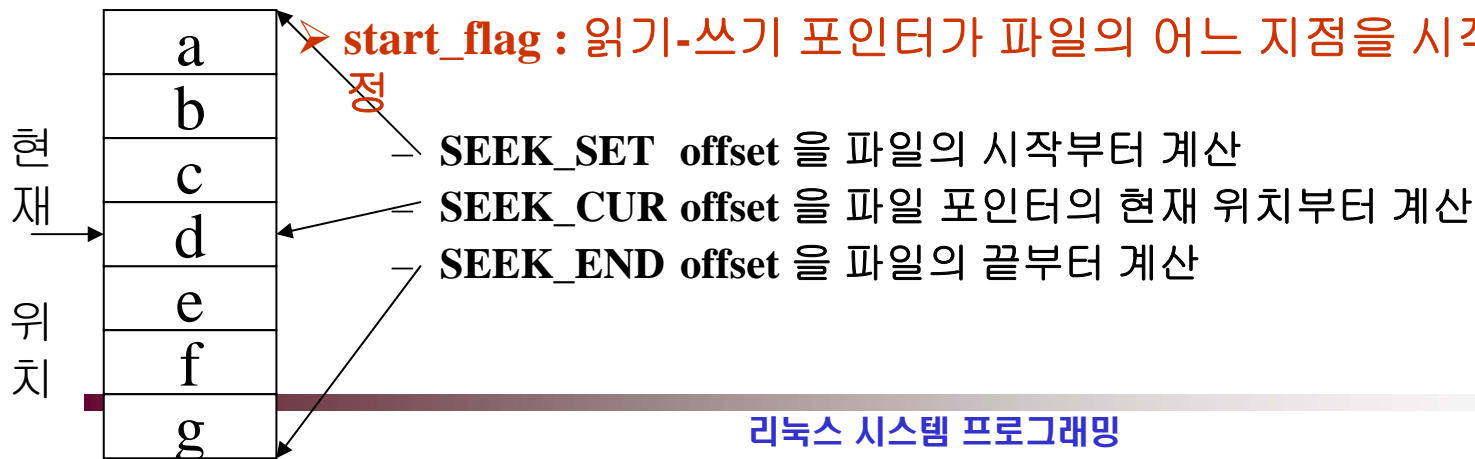 a
b
c
d
e
f
g
현
재
위
치
➢ start_flag : 읽기-쓰기 포인터가 파일의 어느 지점을 시
정
– SEEK_SET offset 을 파일의 시작부터 계산
– SEEK_CUR offset 을 파일 포인터의 현재 위치부터 계산
– SEEK_END offset 을 파일의 끝부터 계산
리눅스 시스템 프로그래밍